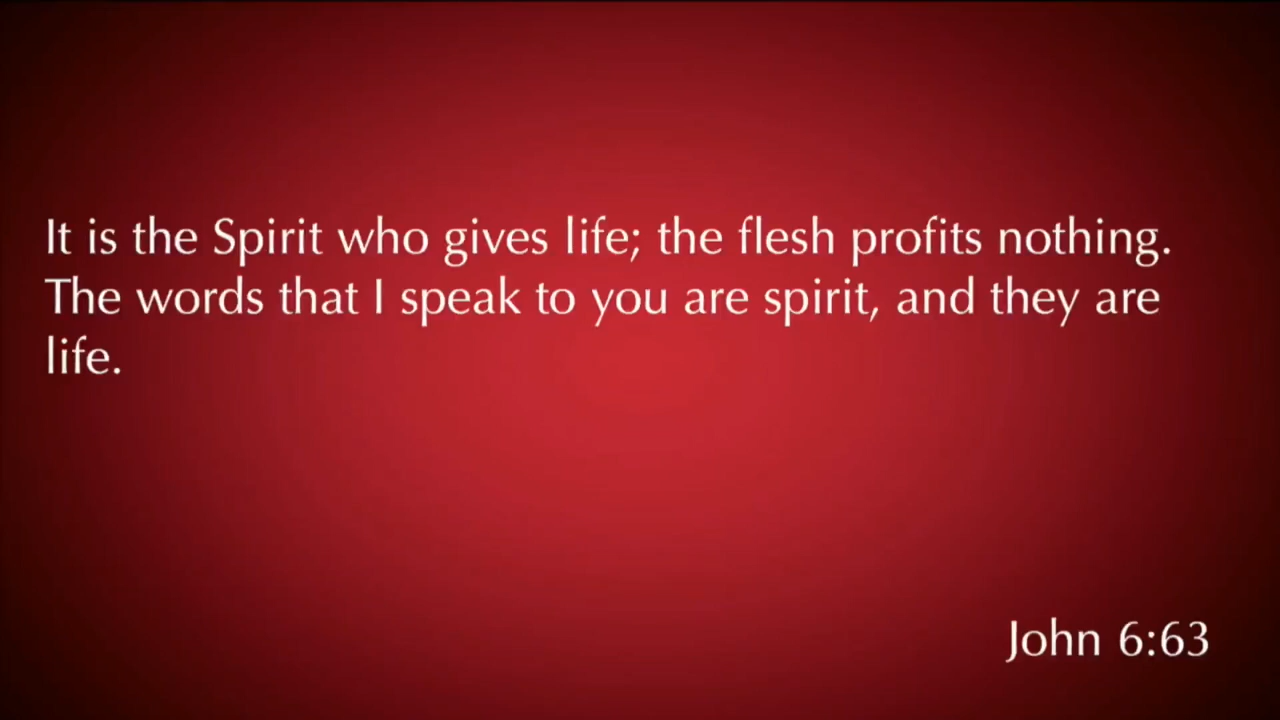 It is the Spirit who gives life; the flesh profits nothing.
The words that I speak to you are spirit, and they are
life.
John 6:63